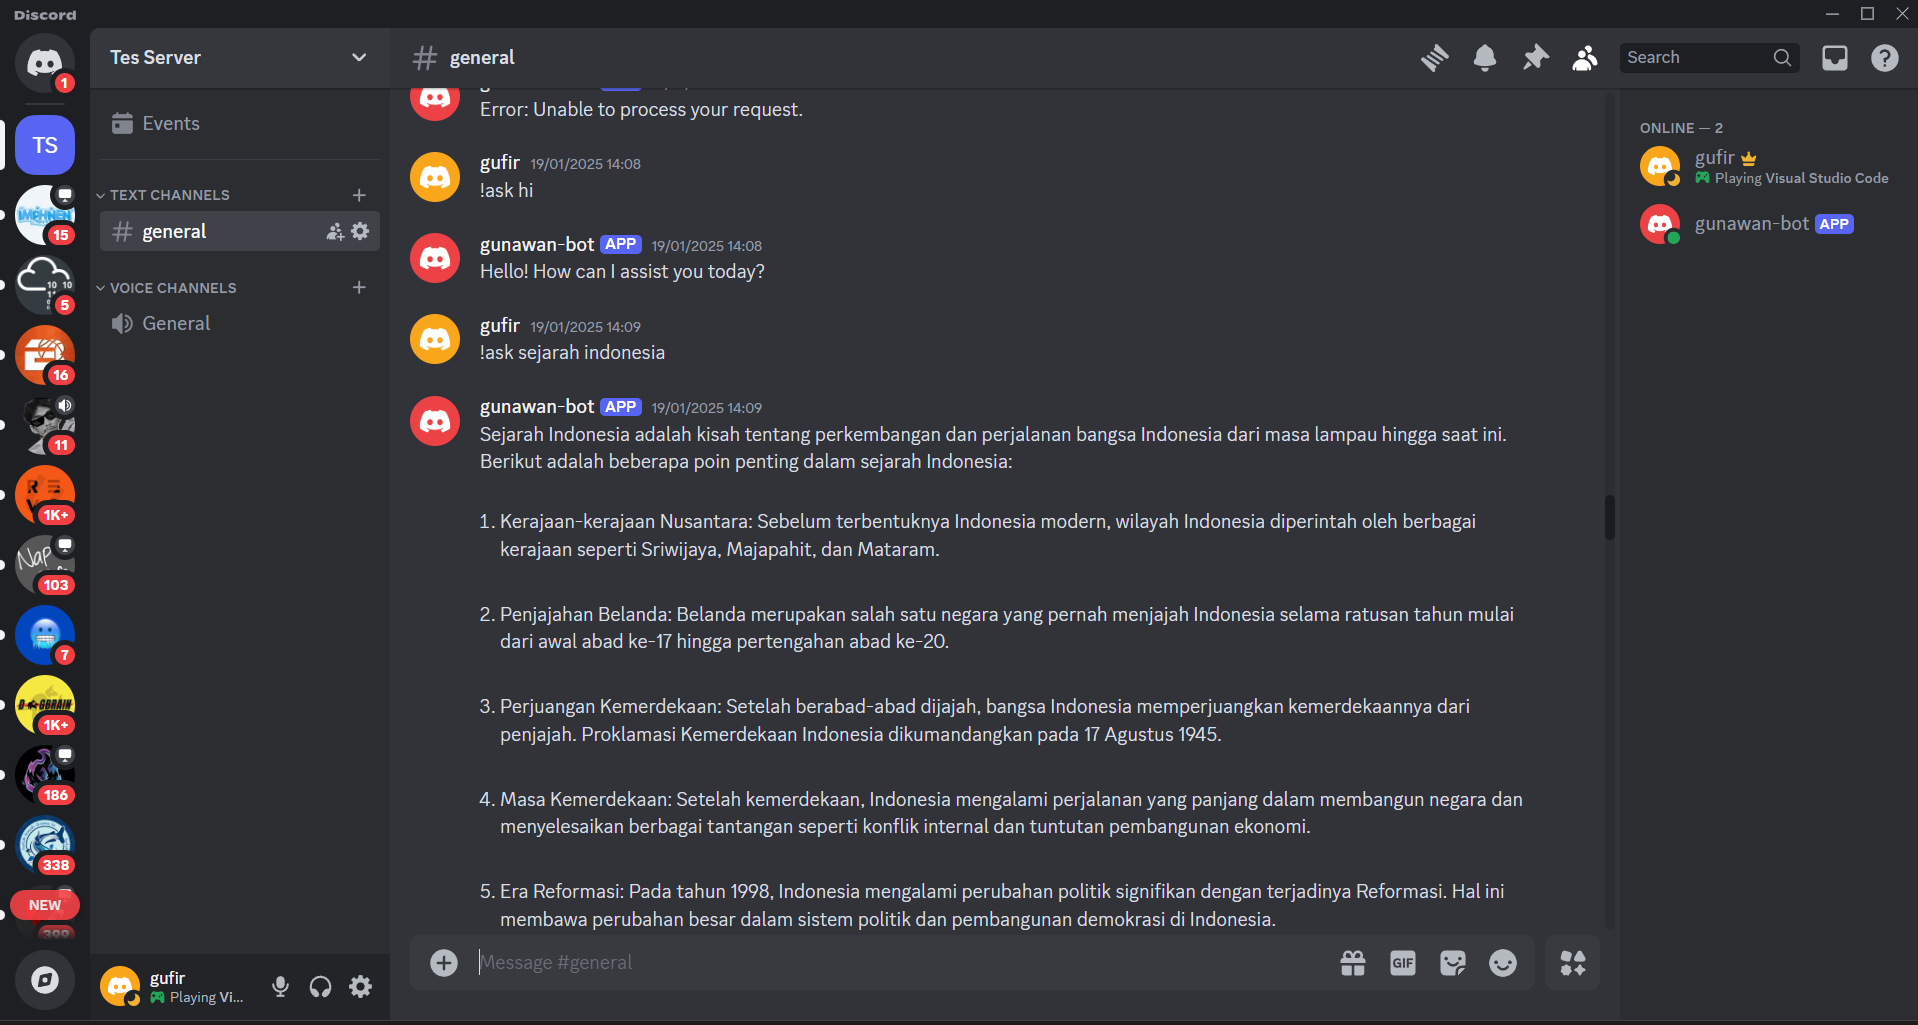 Discord
1
TS
IMPHNEN
15
10 10
5
16
11
1K+
Nap
103
7
1K+
186
338
NEW
399
Tes Server
Events
TEXT CHANNELS
general
VOICE CHANNELS
General
gufir
Playing Vi...
general
Search
Error: Unable to process your request.
gufir 19/01/2025 14:08
!ask hi
gunawan-bot APP 19/01/2025 14:08
Hello! How can I assist you today?
gufir 19/01/2025 14:09
!ask sejarah indonesia
gunawan-bot APP 19/01/2025 14:09
Sejarah Indonesia adalah kisah tentang perkembangan dan perjalanan bangsa Indonesia dari masa lampau hingga saat ini.
Berikut adalah beberapa poin penting dalam sejarah Indonesia:
1. Kerajaan-kerajaan Nusantara: Sebelum terbentuknya Indonesia modern, wilayah Indonesia diperintah oleh berbagai
kerajaan seperti Sriwijaya, Majapahit, dan Mataram.
2. Penjajahan Belanda: Belanda merupakan salah satu negara yang pernah menjajah Indonesia selama ratusan tahun mulai
dari awal abad ke-17 hingga pertengahan abad ke-20.
3. Perjuangan Kemerdekaan: Setelah berabad-abad dijajah, bangsa Indonesia memperjuangkan kemerdekaannya dari
penjajah. Proklamasi Kemerdekaan Indonesia dikumandangkan pada 17 Agustus 1945.
4. Masa Kemerdekaan: Setelah kemerdekaan, Indonesia mengalami perjalanan yang panjang dalam membangun negara dan
menyelesaikan berbagai tantangan seperti konflik internal dan tuntutan pembangunan ekonomi.
5. Era Reformasi: Pada tahun 1998, Indonesia mengalami perubahan politik signifikan dengan terjadinya Reformasi. Hal ini
membawa perubahan besar dalam sistem politik dan pembangunan demokrasi di Indonesia.
Message #general
GIF
ONLINE — 2
gufir
Playing Visual Studio Code
gunawan-bot APP